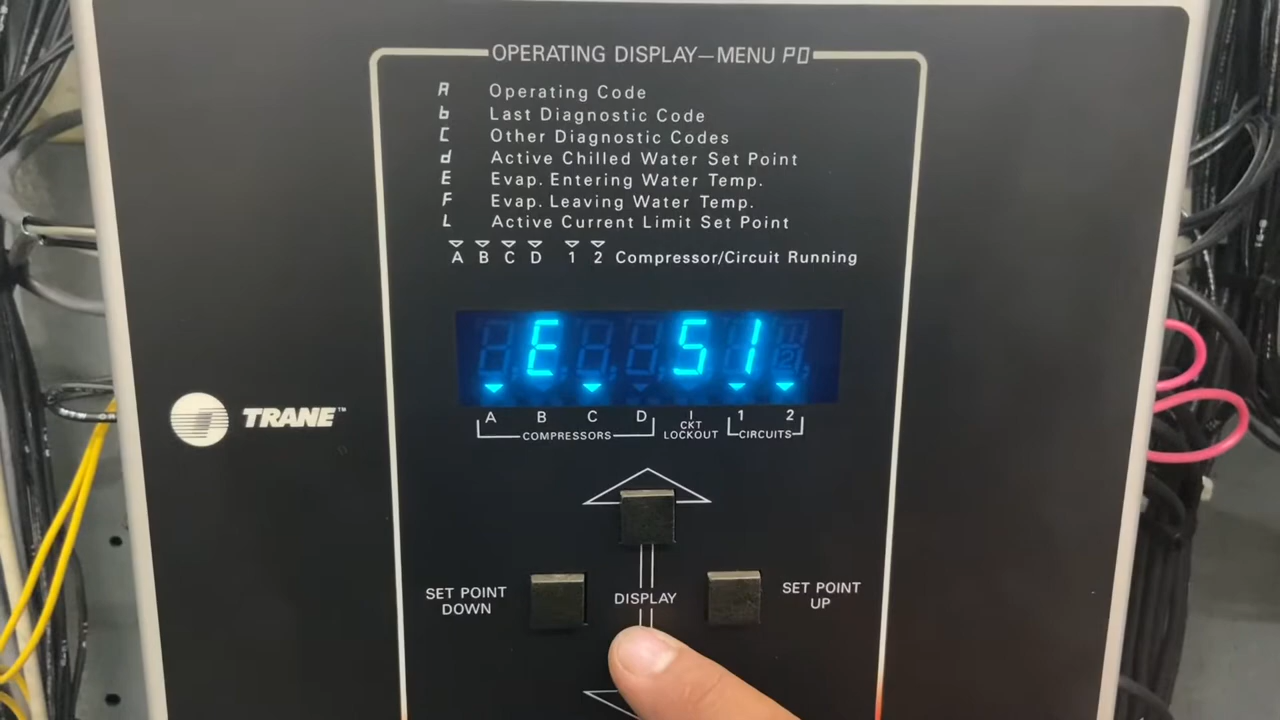 OPERATING DISPLAY—MENU P0
A Operating Code
b Last Diagnostic Code
C Other Diagnostic Codes
d Active Chilled Water Set Point
E Evap. Entering Water Temp.
F Evap. Leaving Water Temp.
L Active Current Limit Set Point
A B C D 1 2 Compressor/Circuit Running
E 51
A B C D 1 1 2
COMPRESSORS CKT LOCKOUT CIRCUITS
TRANE™
SET POINT DOWN
DISPLAY
SET POINT UP